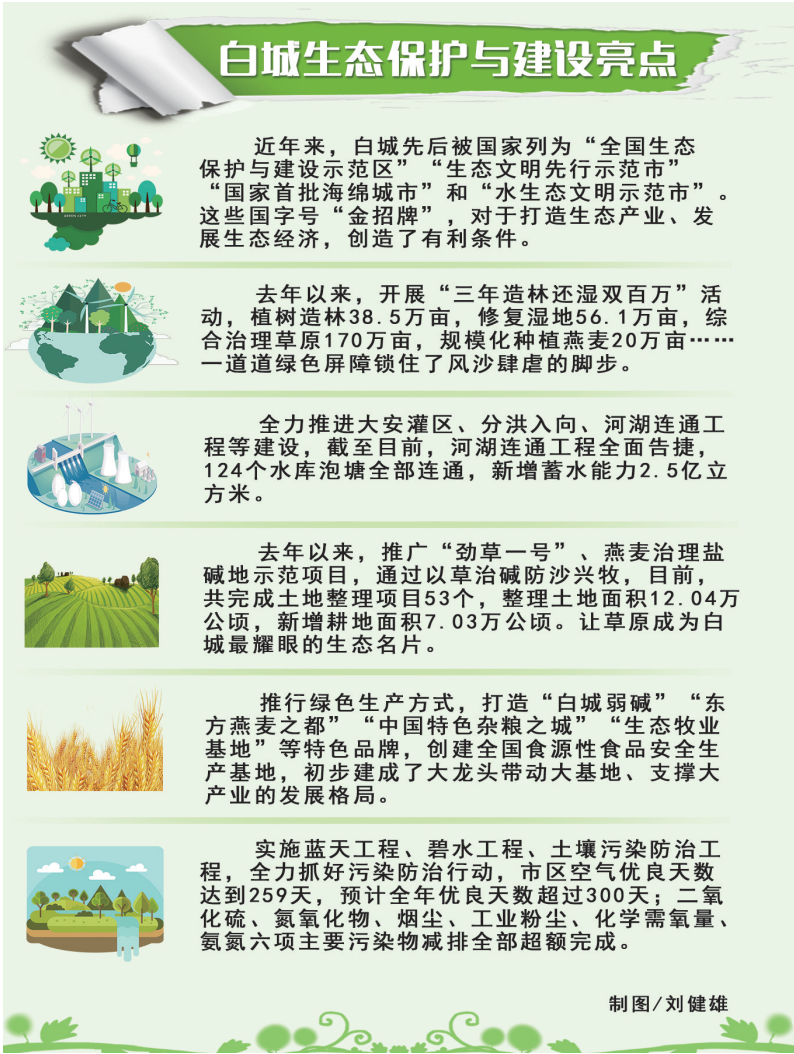 白城生态保护与建设亮点
近年来，白城先后被国家列为“全国生态
保护与建设示范区”“生态文明先行示范市”
“国家首批海绵城市”和“水生态文明示范市”。
这些国字号“金招牌”，对于打造生态产业、发
展生态经济，创造了有利条件。
去年以来，开展“三年造林还湿双百万”活
动，植树造林38.5万亩，修复湿地56.1万亩，综
合治理草原170万亩，规模化种植燕麦20万亩……
一道道绿色屏障锁住了风沙肆虐的脚步。
全力推进大安灌区、分洪入向、河湖连通工
程等建设，截至目前，河湖连通工程全面告捷，
124个水库泡塘全部连通，新增蓄水能力2.5亿立
方米。
去年以来，推广“劲草一号”、燕麦治理盐
碱地示范项目，通过以草治碱防沙兴牧，目前，
共完成土地整理项目53个，整理土地面积12.04万
公顷，新增耕地面积7.03万公顷。让草原成为白
城最耀眼的生态名片。
推行绿色生产方式，打造“白城弱碱”“东
方燕麦之都”“中国特色杂粮之城”“生态牧业
基地”等特色品牌，创建全国食源性食品安全生
产基地，初步建成了大龙头带动大基地、支撑大
产业的发展格局。
实施蓝天工程、碧水工程、土壤污染防治工
程，全力抓好污染防治行动，市区空气优良天数
达到259天，预计全年优良天数超过300天；二氧
化硫、氮氧化物、烟尘、工业粉尘、化学需氧量、
氨氮六项主要污染物减排全部超额完成。
制图/刘健雄